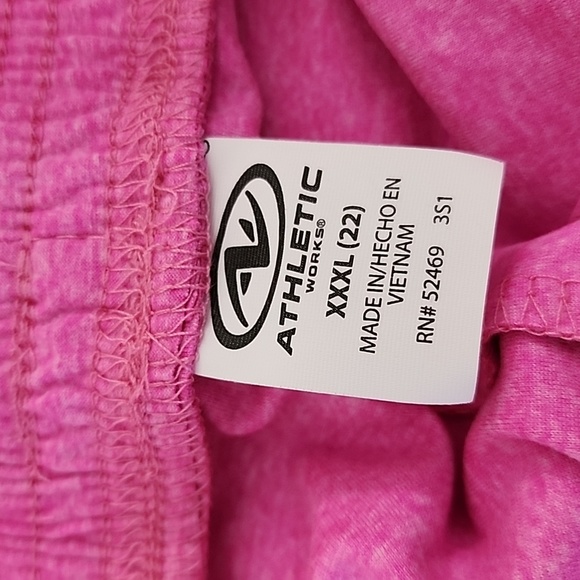 ATHLETIC
WORKS®
XXXL (22)
MADE IN/HECHO EN
VIETNAM
RN# 52469 3S1